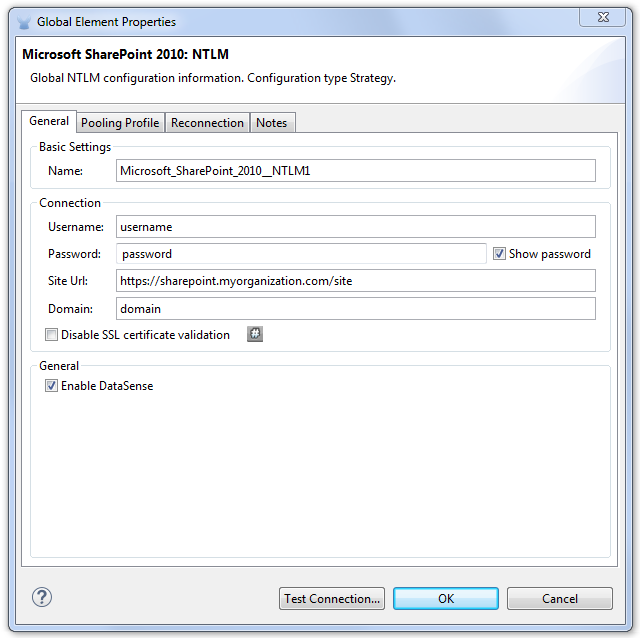 Global Element Properties
Microsoft SharePoint 2010: NTLM
Global NTLM configuration information. Configuration type Strategy.
General Pooling Profile Reconnection Notes
Basic Settings
Name: Microsoft_SharePoint_2010__NTLM1
Connection
Username: username
Password: password Show password
Site Url: https://sharepoint.myorganization.com/site
Domain: domain
Disable SSL certificate validation #
General
Enable DataSense
? Test Connection... OK Cancel